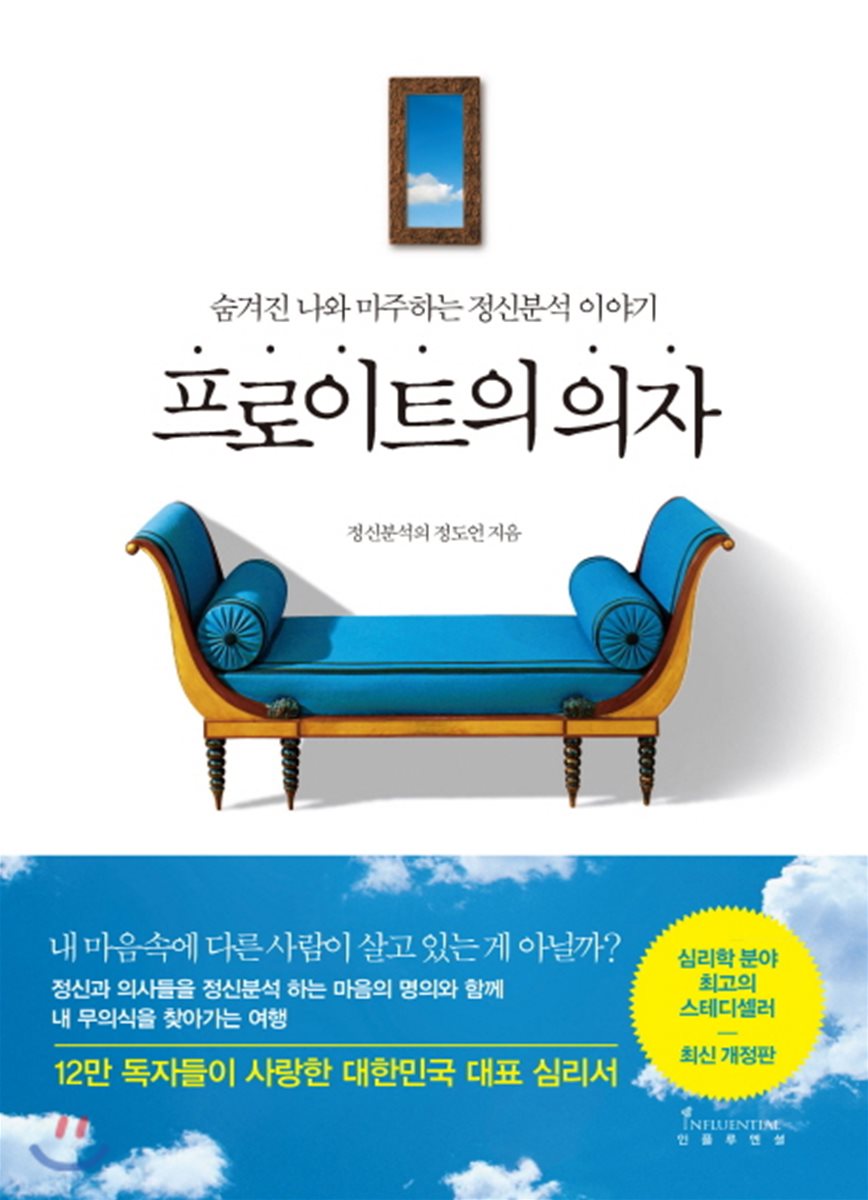 숨겨진 나와 마주하는 정신분석 이야기
프로이트의 의자
정신분석의 정도언 지음
내 마음속에 다른 사람이 살고 있는 게 아닐까?
정신과 의사들을 정신분석 하는 마음의 명의와 함께
내 무의식을 찾아가는 여행
12만 독자들이 사랑한 대한민국 대표 심리서
심리학 분야
최고의
스테디셀러
최신 개정판
INFLUENTIAL
인플루엔셜